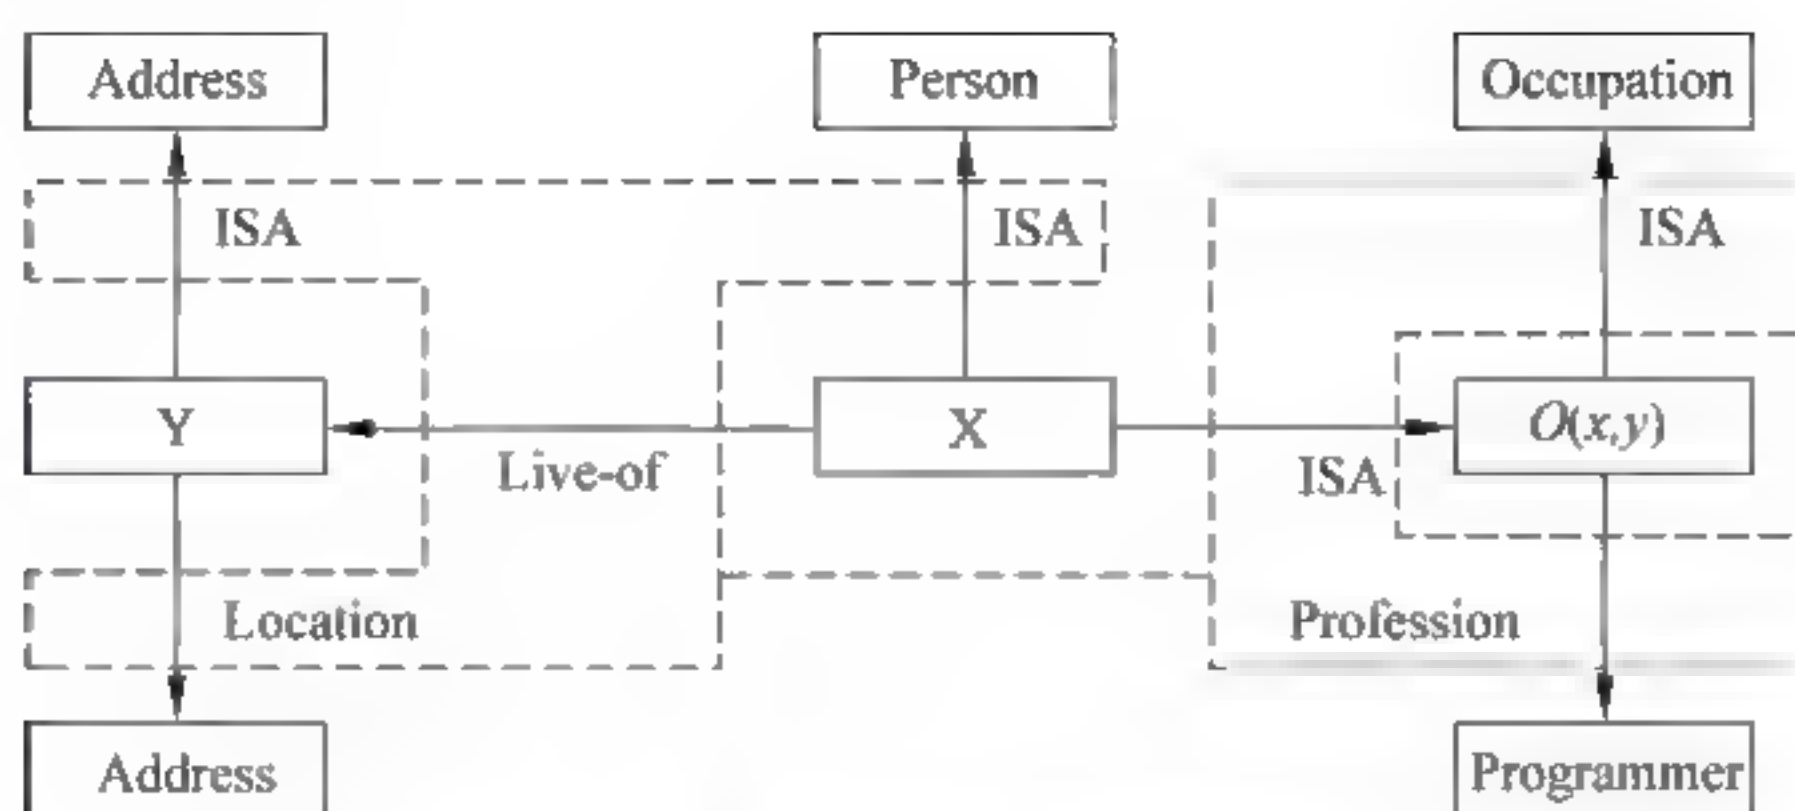 Address
Person
Occupation
ISA
ISA
ISA
Y
X
O(x,y)
Live-of
ISA
Location
Profession
Address
Programmer